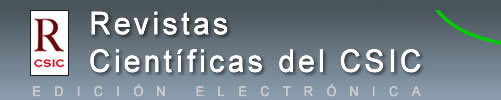 R
CSIC
Revistas
Científicas del CSIC
EDICIÓN ELECTRÓNICA